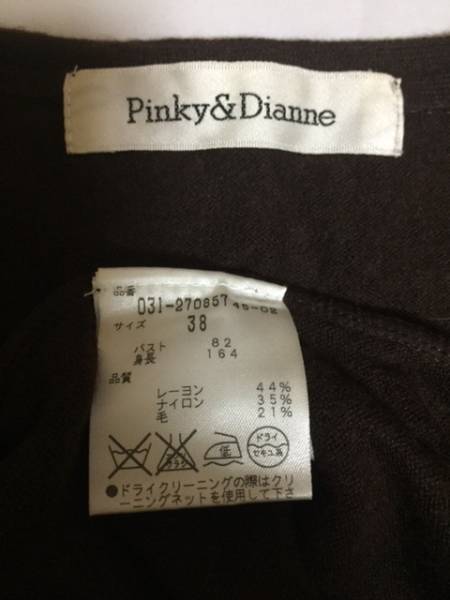 Pinky&Dianne
品番
031-270857 45-02
サイズ 38
バスト 82
身長 164
品質
レーヨン 44%
ナイロン 35%
毛 21%
低
ドライ
セキユ系
●ドライクリーニングの際はクリ
ーニングネットを使用して下さ